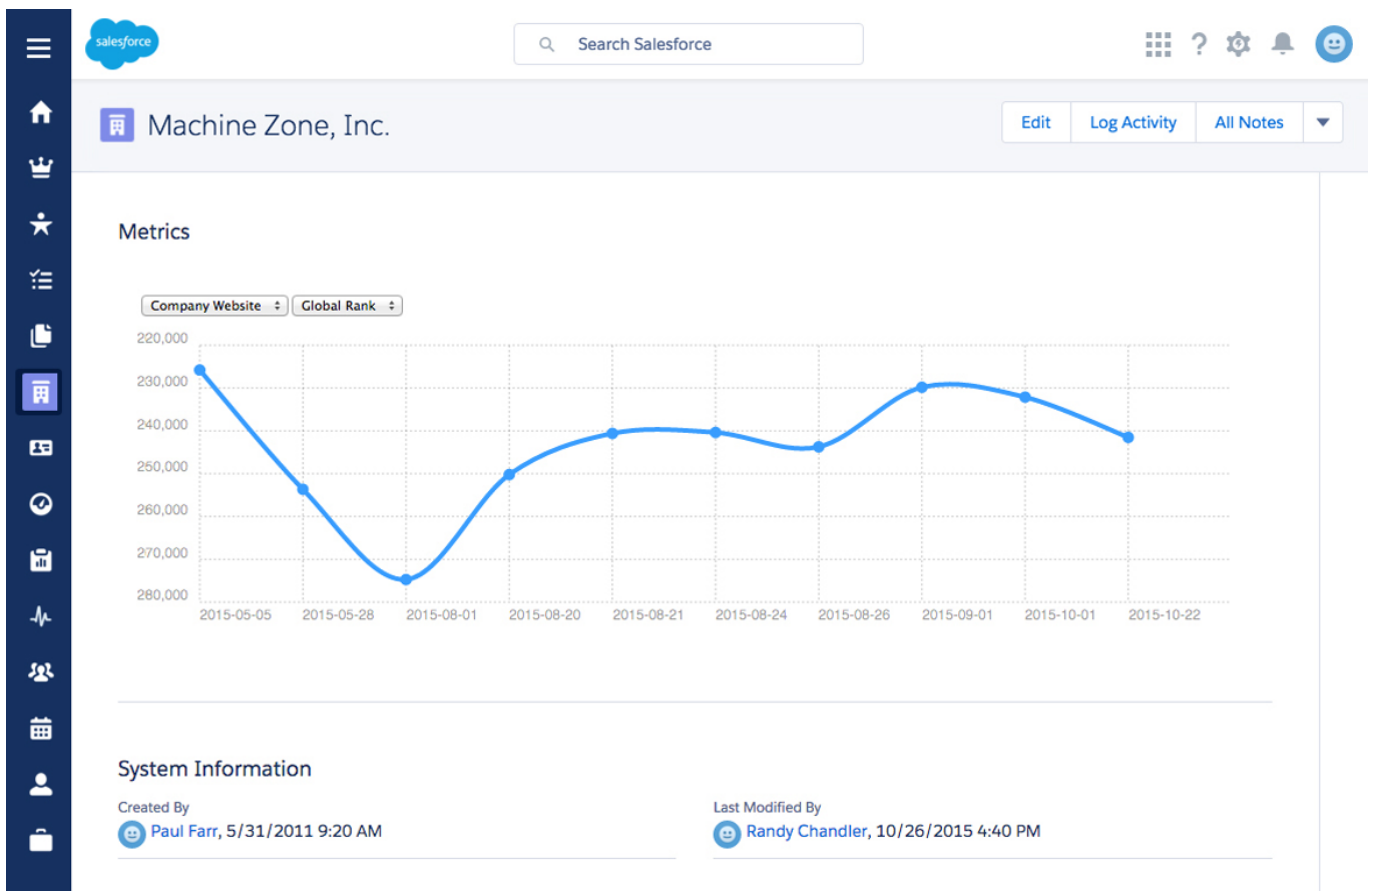 salesforce
Search Salesforce
?
Machine Zone, Inc.
Edit
Log Activity
All Notes
Metrics
Company Website
Global Rank
220,000
230,000
240,000
250,000
260,000
270,000
280,000
2015-05-05 2015-05-28 2015-08-01 2015-08-20 2015-08-21 2015-08-24 2015-08-26 2015-09-01 2015-10-01 2015-10-22
System Information
Created By
Paul Farr, 5/31/2011 9:20 AM
Last Modified By
Randy Chandler, 10/26/2015 4:40 PM